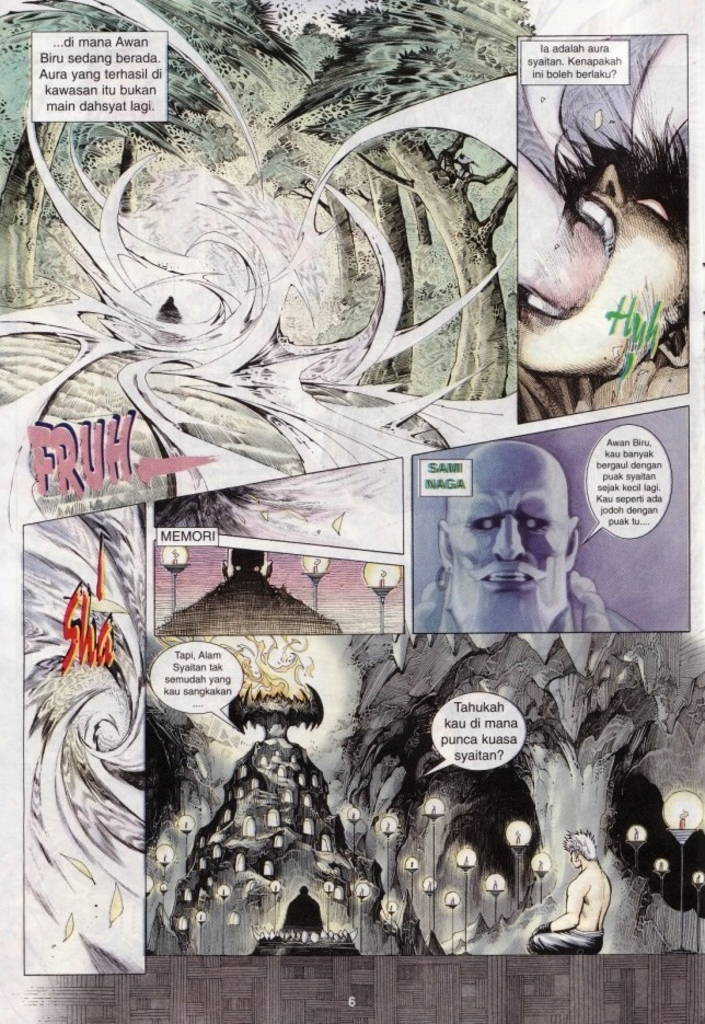 ...di mana Awan
Biru sedang berada.
Aura yang terhasil di
kawasan itu bukan
main dahsyat lagi.
Ia adalah aura
syaitan. Kenapakah
ini boleh berlaku?
Huh
FRUH
SAMI
NAGA
Awan Biru,
kau banyak
bergaul dengan
puak syaitan
sejak kecil lagi.
Kau seperti ada
jodoh dengan
puak tu....
MEMORI
Sha
Tapi, Alam
Syaitan tak
semudah yang
kau sangkakan
....
Tahukah
kau di mana
punca kuasa
syaitan?
6